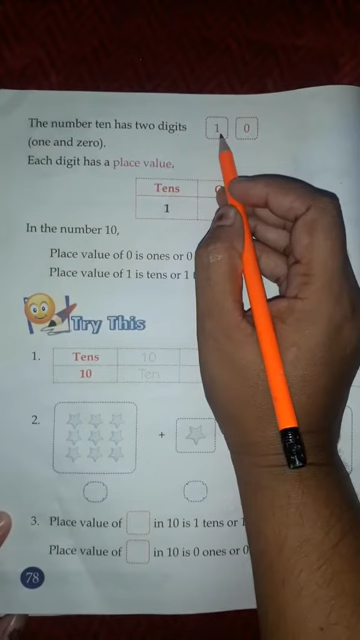 The number ten has two digits 1 0
(one and zero).
Each digit has a place value.
Tens
1
In the number 10,
Place value of 0 is ones or 0
Place value of 1 is tens or 1
Try This
1. Tens 10
10 Ten
2. +
3. Place value of in 10 is 1 tens or
Place value of in 10 is 0 ones or 0
78